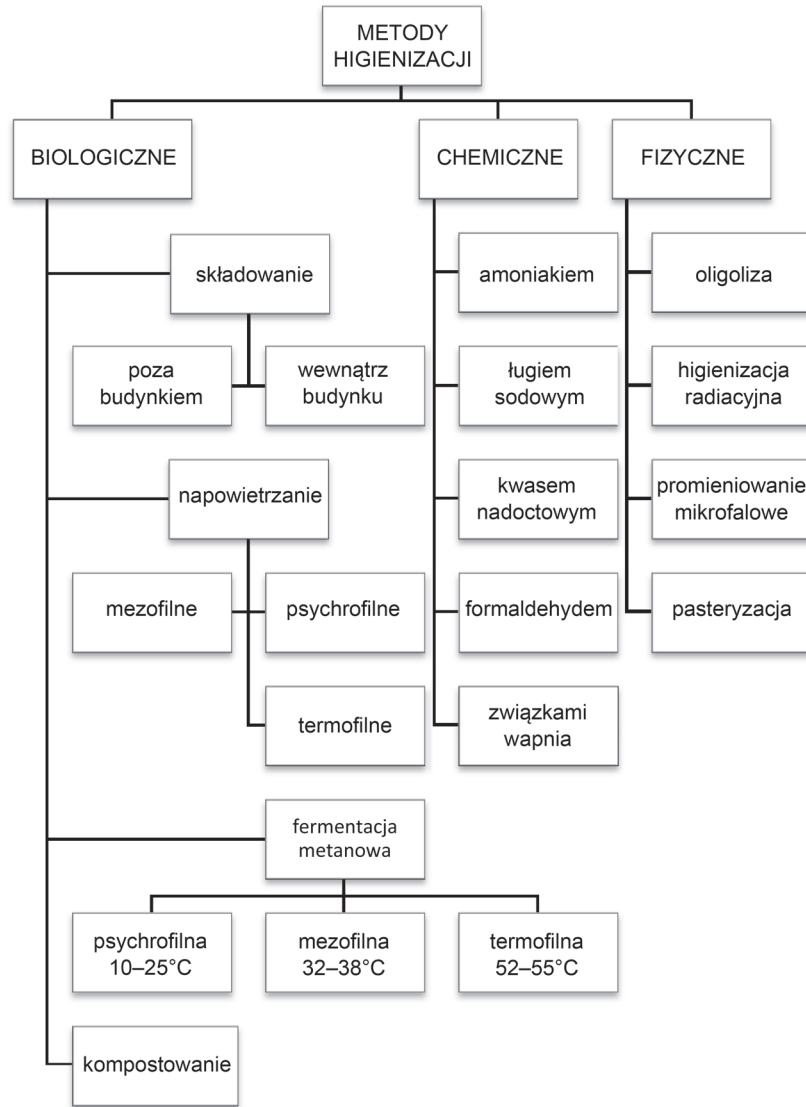 METODY
HIGIENIZACJI
BIOLOGICZNE
CHEMICZNE
FIZYCZNE
składowanie
poza
budynkiem
wewnątrz
budynku
napowietrzanie
mezofilne
psychrofilne
termofilne
fermentacja
metanowa
psychrofilna
10–25°C
mezofilna
32–38°C
termofilna
52–55°C
kompostowanie
amoniakiem
ługiem
sodowym
kwasem
nadoctowym
formaldehydem
związkami
wapnia
oligoliza
higienizacja
radiacyjna
promieniowanie
mikrofalowe
pasteryzacja